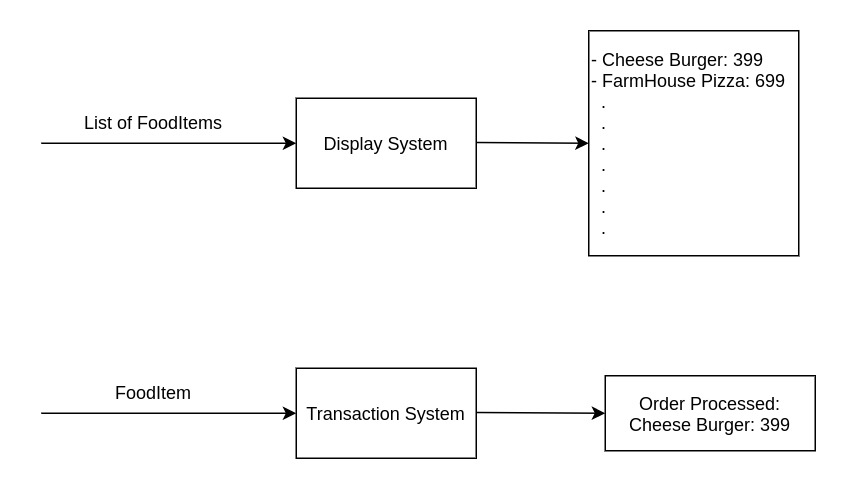 List of FoodItems
Display System
- Cheese Burger: 399
- FarmHouse Pizza: 699
.
.
.
.
.
.
.
FoodItem
Transaction System
Order Processed:
Cheese Burger: 399